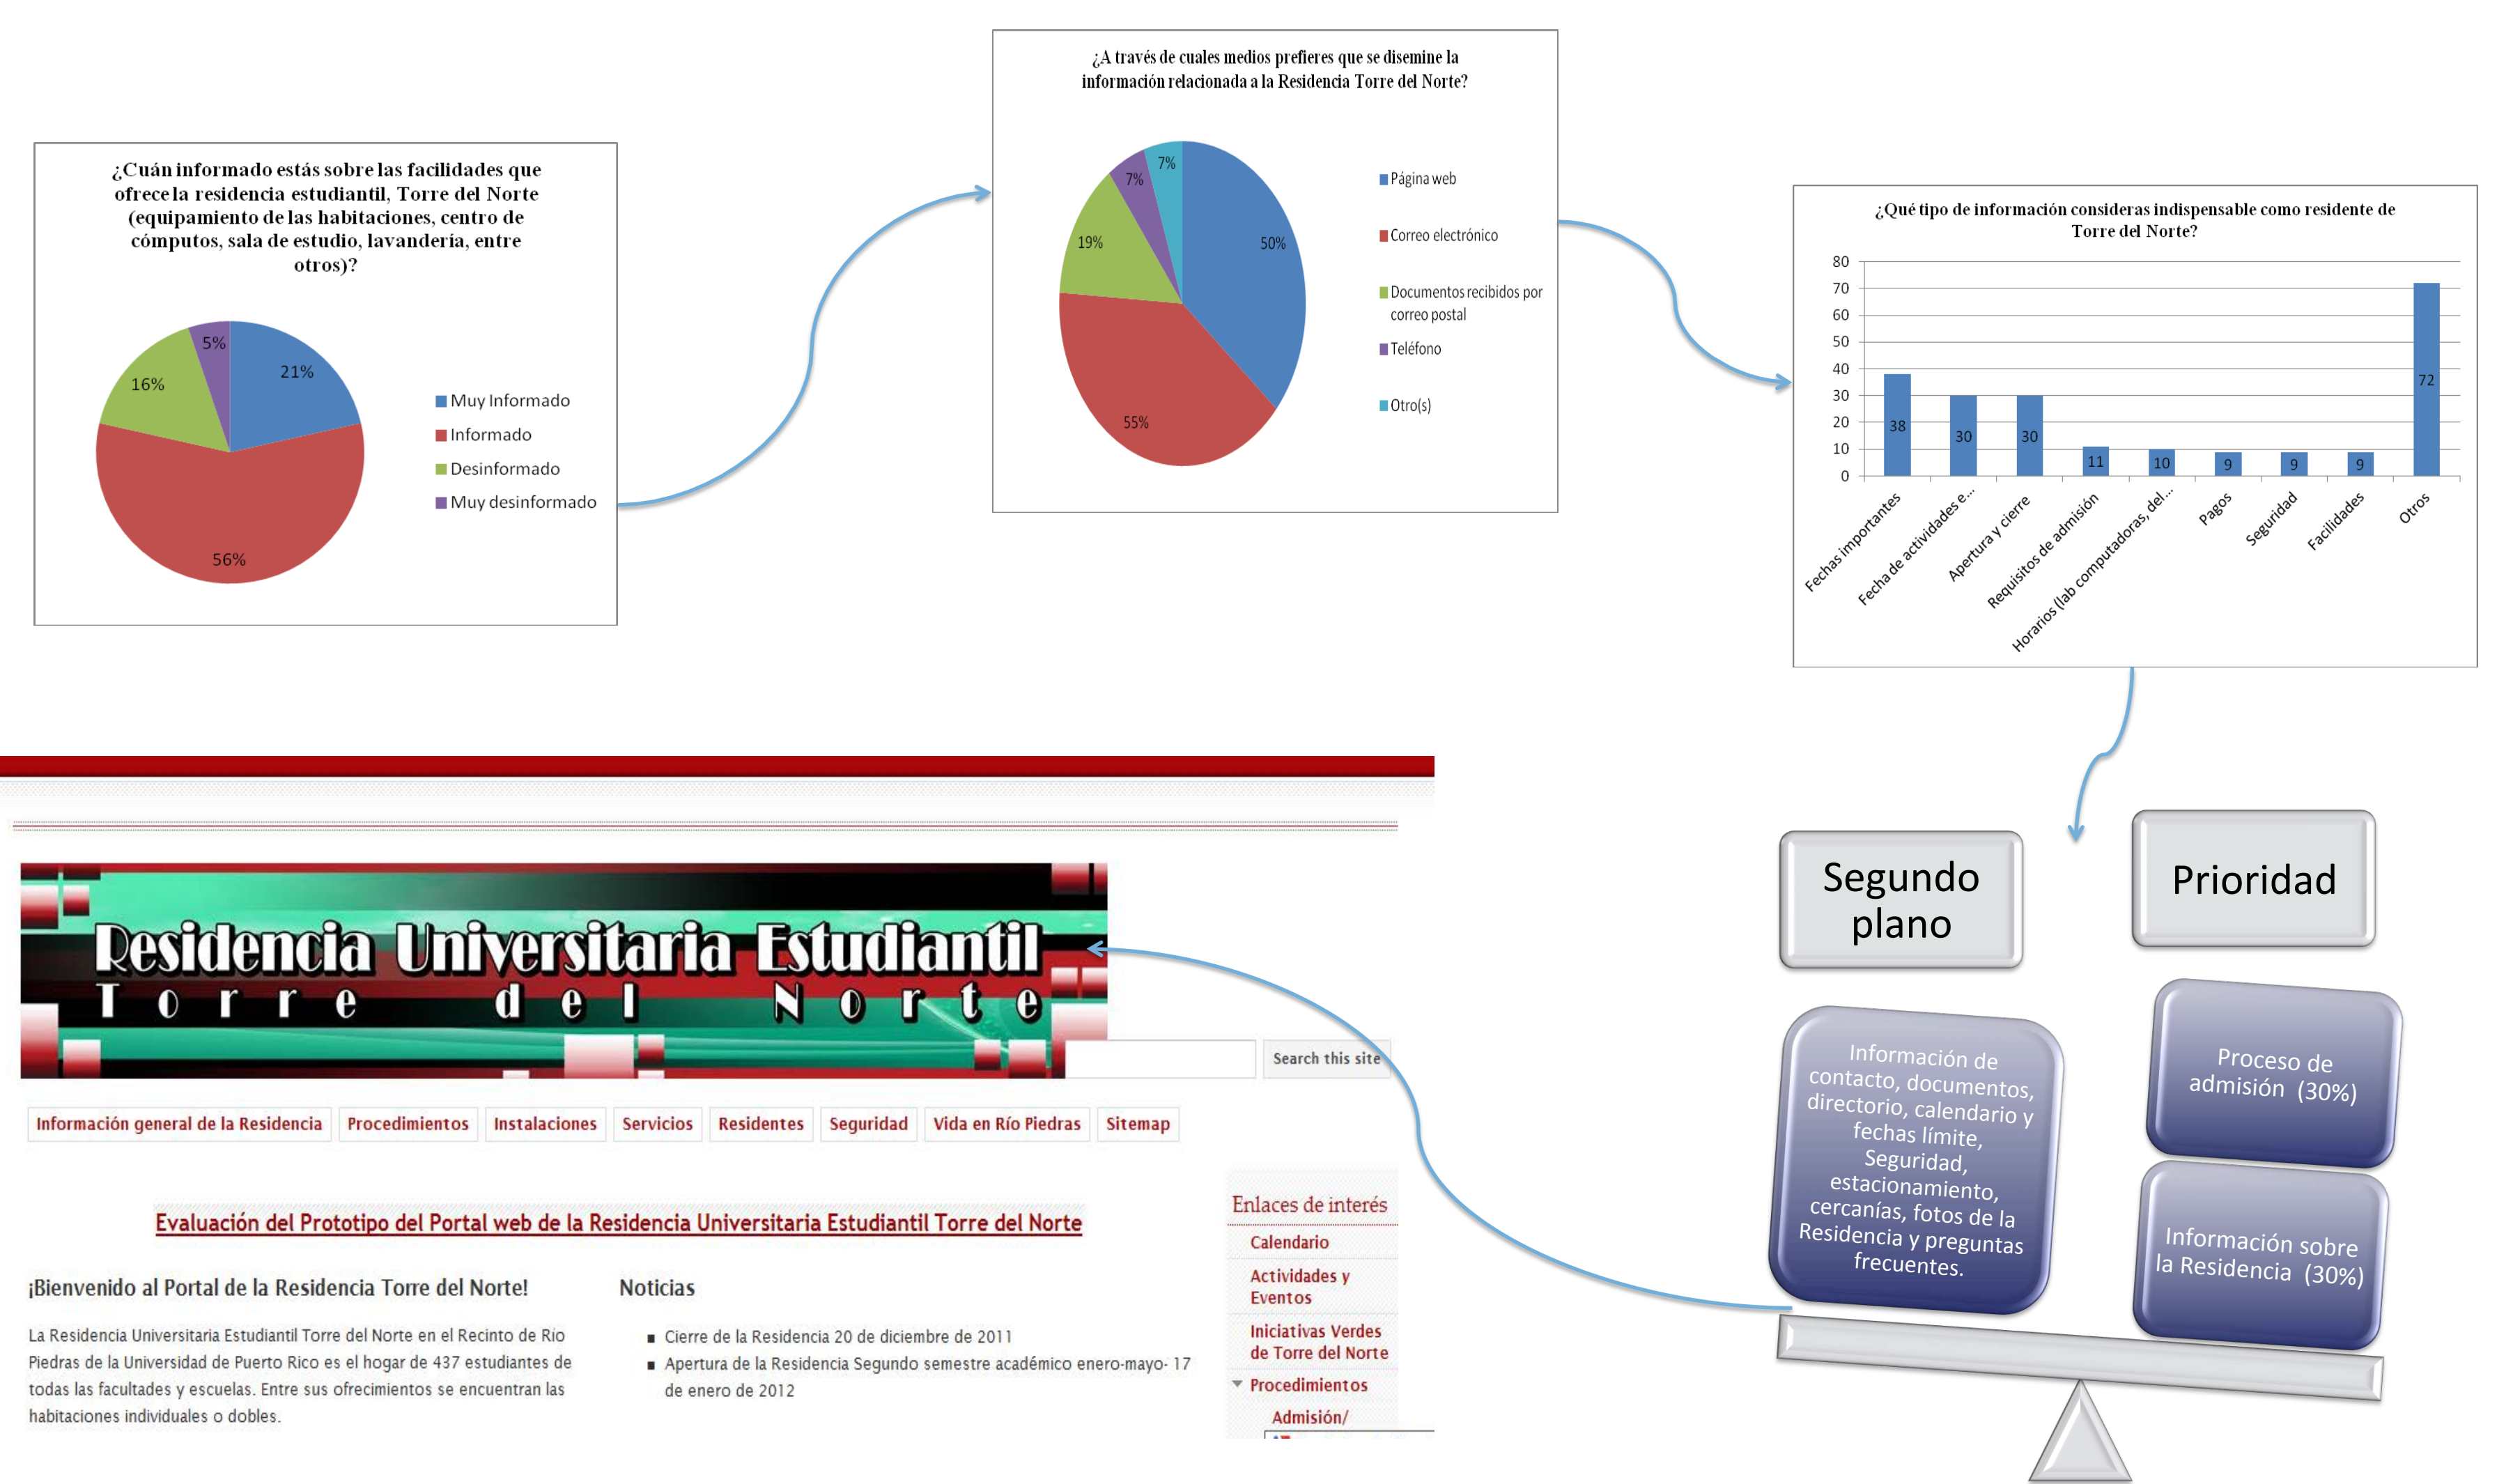 ¿Cuán informado estás sobre las facilidades que
ofrece la residencia estudiantil, Torre del Norte
(equipamiento de las habitaciones, centro de
cómputos, sala de estudio, lavandería, entre
otros)?
5%
21%
16%
56%
Muy Informado
Informado
Desinformado
Muy desinformado
¿A través de cuales medios prefieres que se disemine la
información relacionada a la Residencia Torre del Norte?
7%
7%
19%
50%
55%
Página web
Correo electrónico
Documentos recibidos por
correo postal
Teléfono
Otro(s)
¿Qué tipo de información consideras indispensable como residente de
Torre del Norte?
80
70
60
50
40
30
20
10
0
38
30
30
11
10
9
9
9
72
Fechas importantes
Fecha de actividades e...
Apertura y cierre
Requisitos de admisión
Horarios (lab computadoras, del...
Pagos
Seguridad
Facilidades
Otros
Segundo
plano
Prioridad
Información de
contacto, documentos,
directorio, calendario y
fechas límite,
Seguridad,
estacionamiento,
cercanías, fotos de la
Residencia y preguntas
frecuentes.
Proceso de
admisión (30%)
Información sobre
la Residencia (30%)
Residencia Universitaria Estudiantil
Torre del Norte
Search this site
Información general de la Residencia
Procedimientos
Instalaciones
Servicios
Residentes
Seguridad
Vida en Río Piedras
Sitemap
Evaluación del Prototipo del Portal web de la Residencia Universitaria Estudiantil Torre del Norte
¡Bienvenido al Portal de la Residencia Torre del Norte!
La Residencia Universitaria Estudiantil Torre del Norte en el Recinto de Río
Piedras de la Universidad de Puerto Rico es el hogar de 437 estudiantes de
todas las facultades y escuelas. Entre sus ofrecimientos se encuentran las
habitaciones individuales o dobles.
Noticias
Cierre de la Residencia 20 de diciembre de 2011
Apertura de la Residencia Segundo semestre académico enero-mayo- 17
de enero de 2012
Enlaces de interés
Calendario
Actividades y
Eventos
Iniciativas Verdes
de Torre del Norte
Procedimientos
Admisión/